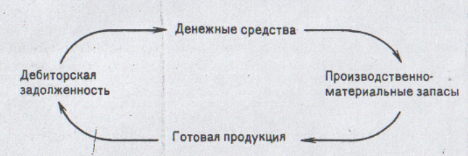 Денежные средства
Дебиторская
задолженность
Производственно-
материальные запасы
Готовая продукция